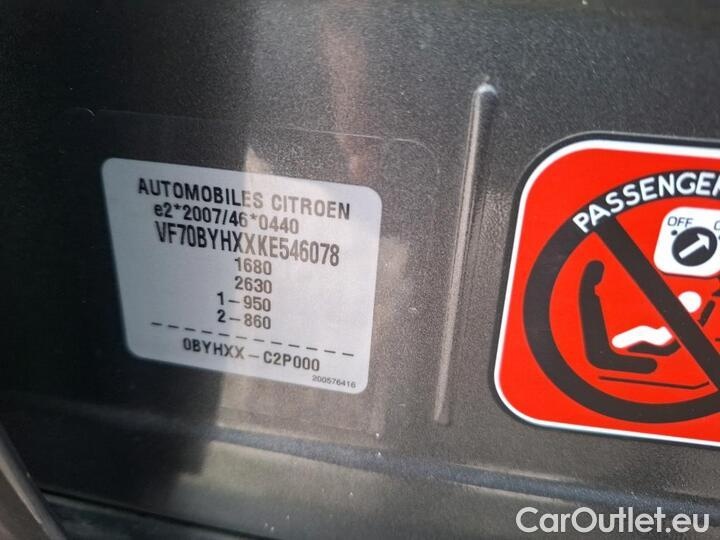 AUTOMOBILES CITROEN
e2*2007/46*0440
VF70BYHXXKE546078
1680
2630
1-950
2-860
0BYHXX-C2P000
200576416
PASSENGER
OFF
CarOutlet.eu